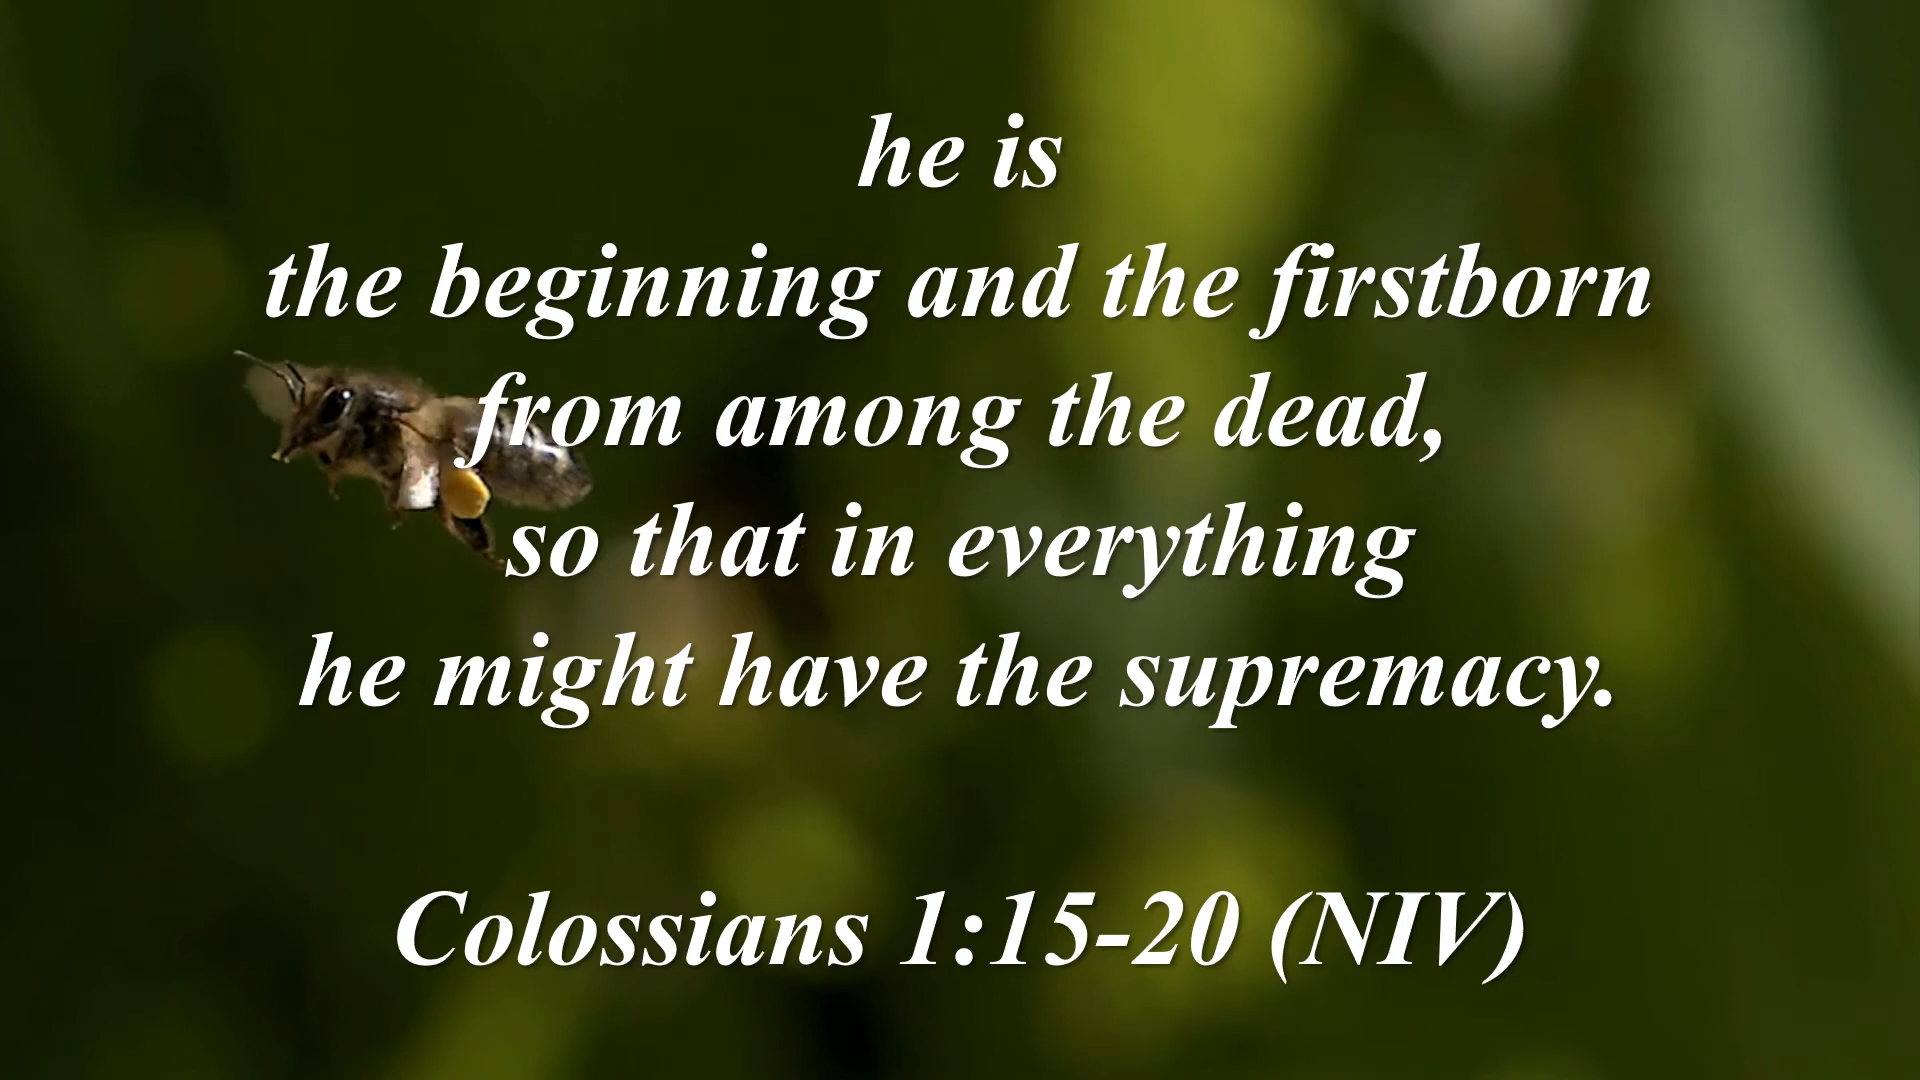 he is
the beginning and the firstborn
from among the dead,
so that in everything
he might have the supremacy.
Colossians 1:15-20 (NIV)